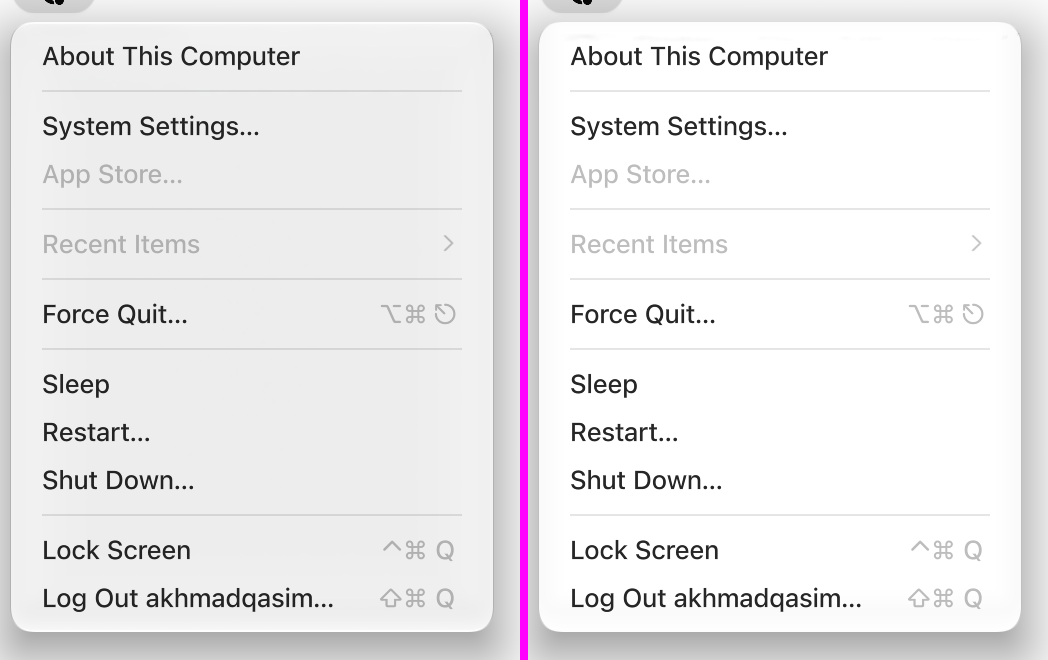 About This Computer
System Settings...
App Store...
Recent Items
Force Quit... ⌥⌘⎋
Sleep
Restart...
Shut Down...
Lock Screen ^⌘ Q
Log Out akhmadqasim... ⇧⌘ Q
About This Computer
System Settings...
App Store...
Recent Items
Force Quit... ⌥⌘⎋
Sleep
Restart...
Shut Down...
Lock Screen ^⌘ Q
Log Out akhmadqasim... ⇧⌘ Q